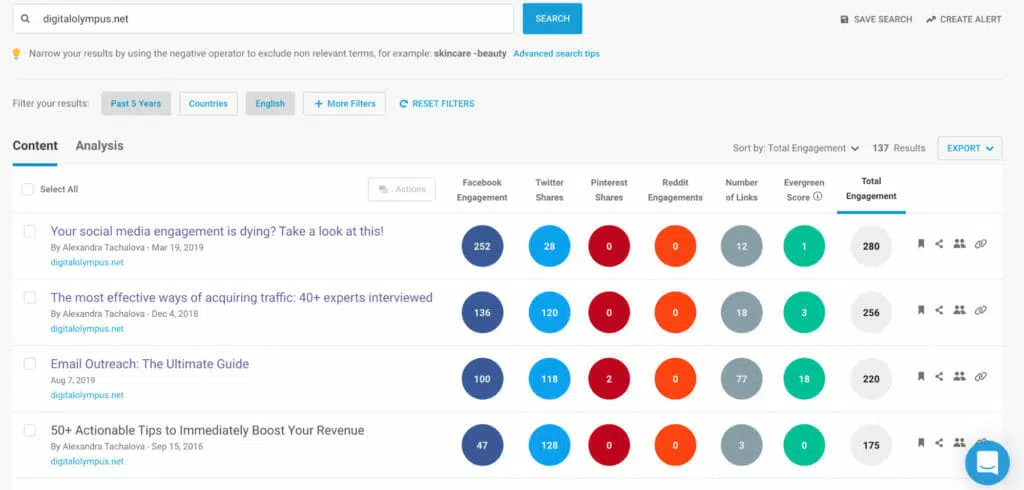 digitalolympus.net
SEARCH
SAVE SEARCH
CREATE ALERT
Narrow your results by using the negative operator to exclude non relevant terms, for example: skincare -beauty Advanced search tips
Filter your results:
Past 5 Years
Countries
English
+ More Filters
RESET FILTERS
Content
Analysis
Sort by: Total Engagement
137 Results
EXPORT
Select All
Actions
Facebook Engagement
Twitter Shares
Pinterest Shares
Reddit Engagements
Number of Links
Evergreen Score
Total Engagement
Your social media engagement is dying? Take a look at this!
By Alexandra Tachalova - Mar 19, 2019
digitalolympus.net
252
28
0
0
12
1
280
The most effective ways of acquiring traffic: 40+ experts interviewed
By Alexandra Tachalova - Dec 4, 2018
digitalolympus.net
136
120
0
0
18
3
256
Email Outreach: The Ultimate Guide
Aug 7, 2019
digitalolympus.net
100
118
2
0
77
18
220
50+ Actionable Tips to Immediately Boost Your Revenue
By Alexandra Tachalova - Sep 15, 2016
digitalolympus.net
47
128
0
0
3
0
175